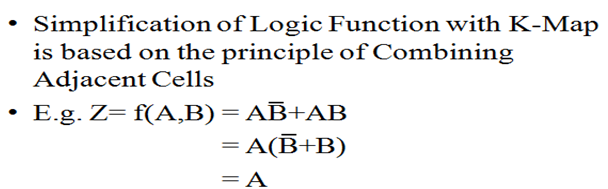 • Simplification of Logic Function with K-Map
is based on the principle of Combining
Adjacent Cells
• E.g. Z= f(A,B) = AB̅+AB
= A(B̅+B)
= A